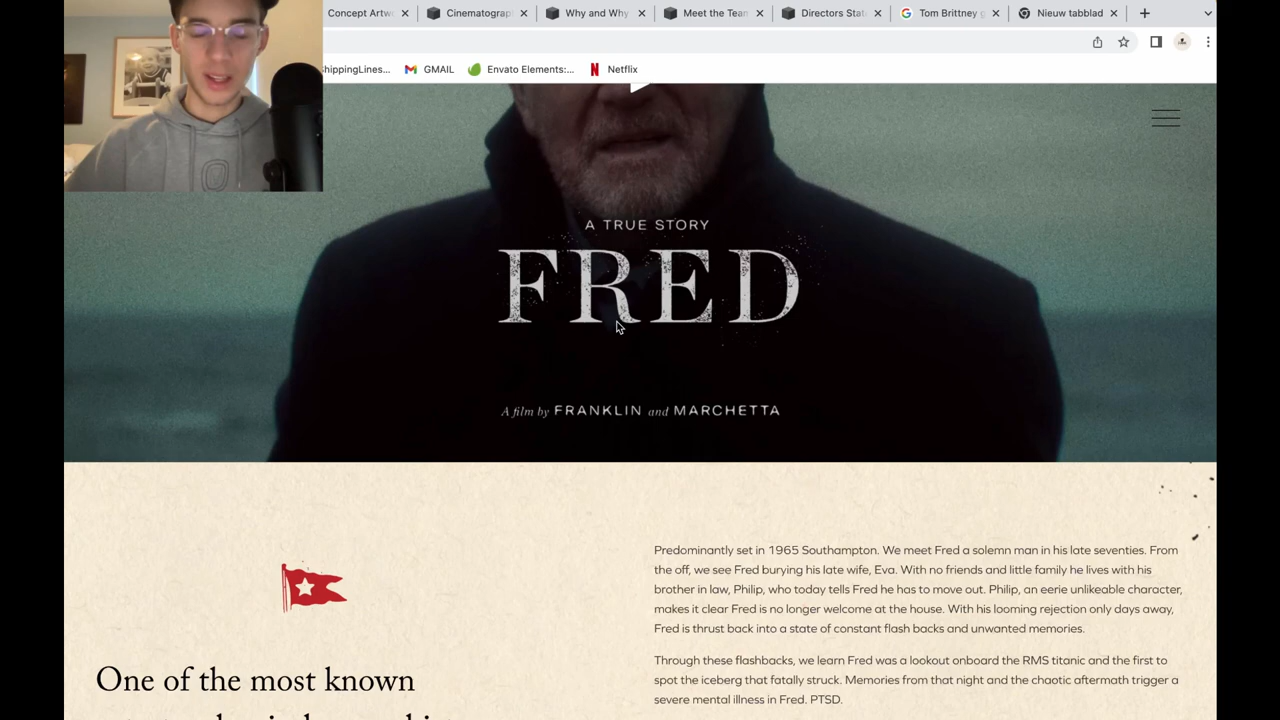 Concept Artw Cinematograp Why and Why Meet the Tean Directors Stat Tom Brittney g Nieuw tabblad
ShippingLines... GMAIL Envato Elements:... Netflix
A TRUE STORY
FRED
A film by FRANKLIN and MARCHETTA
Predominantly set in 1965 Southampton. We meet Fred a solemn man in his late seventies. From
the off, we see Fred burying his late wife, Eva. With no friends and little family he lives with his
brother in law, Philip, who today tells Fred he has to move out. Philip, an eerie unlikeable character,
makes it clear Fred is no longer welcome at the house. With his looming rejection only days away,
Fred is thrust back into a state of constant flash backs and unwanted memories.
Through these flashbacks, we learn Fred was a lookout onboard the RMS titanic and the first to
spot the iceberg that fatally struck. Memories from that night and the chaotic aftermath trigger a
severe mental illness in Fred. PTSD.
One of the most known